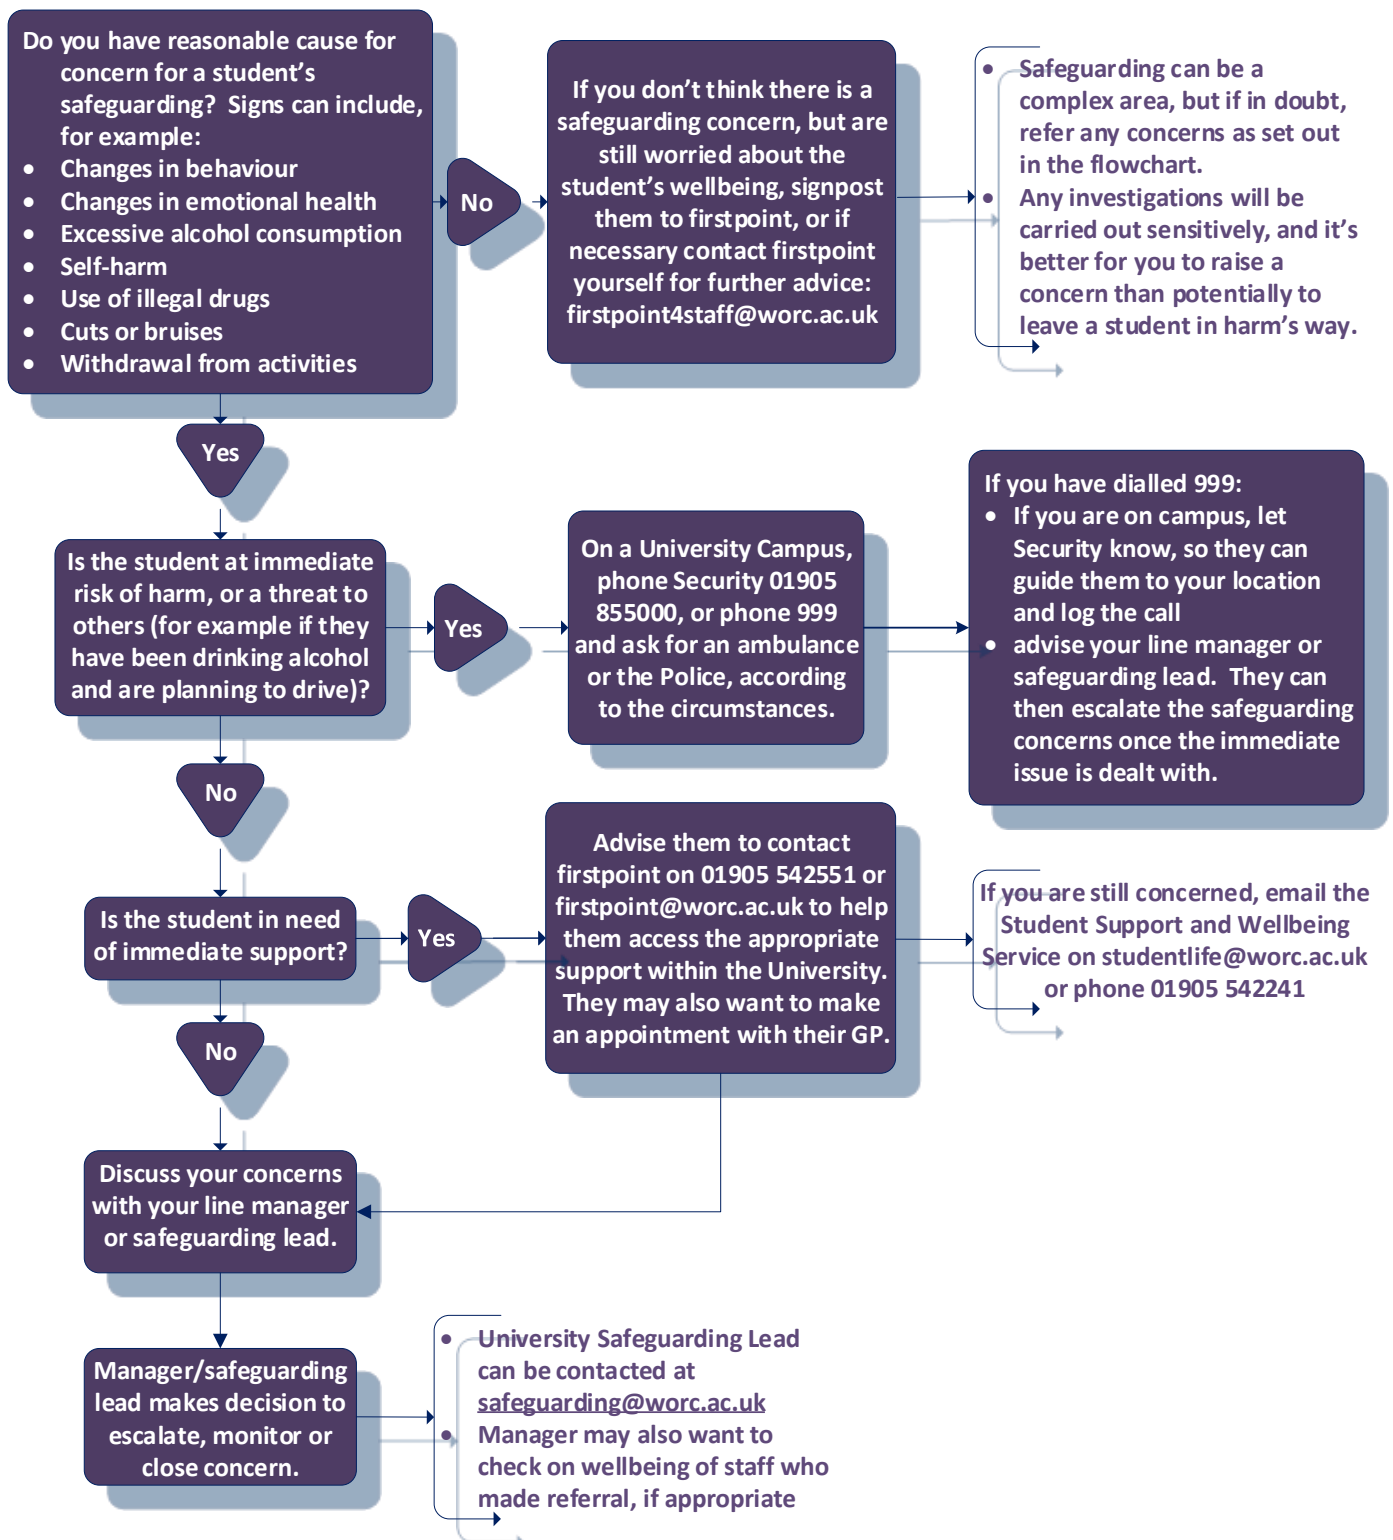 Do you have reasonable cause for
concern for a student's
safeguarding? Signs can include,
for example:
• Changes in behaviour
• Changes in emotional health
• Excessive alcohol consumption
• Self-harm
• Use of illegal drugs
• Cuts or bruises
• Withdrawal from activities
No
If you don't think there is a
safeguarding concern, but are
still worried about the
student's wellbeing, signpost
them to firstpoint, or if
necessary contact firstpoint
yourself for further advice:
firstpoint4staff@worc.ac.uk
• Safeguarding can be a
complex area, but if in doubt,
refer any concerns as set out
in the flowchart.
• Any investigations will be
carried out sensitively, and it's
better for you to raise a
concern than potentially to
leave a student in harm's way.
Yes
Is the student at immediate
risk of harm, or a threat to
others (for example if they
have been drinking alcohol
and are planning to drive)?
Yes
On a University Campus,
phone Security 01905
855000, or phone 999
and ask for an ambulance
or the Police, according
to the circumstances.
If you have dialled 999:
• If you are on campus, let
Security know, so they can
guide them to your location
and log the call
• advise your line manager or
safeguarding lead. They can
then escalate the safeguarding
concerns once the immediate
issue is dealt with.
No
Is the student in need
of immediate support?
Yes
Advise them to contact
firstpoint on 01905 542551 or
firstpoint@worc.ac.uk to help
them access the appropriate
support within the University.
They may also want to make
an appointment with their GP.
If you are still concerned, email the
Student Support and Wellbeing
Service on studentlife@worc.ac.uk
or phone 01905 542241
No
Discuss your concerns
with your line manager
or safeguarding lead.
Manager/safeguarding
lead makes decision to
escalate, monitor or
close concern.
• University Safeguarding Lead
can be contacted at
safeguarding@worc.ac.uk
• Manager may also want to
check on wellbeing of staff who
made referral, if appropriate